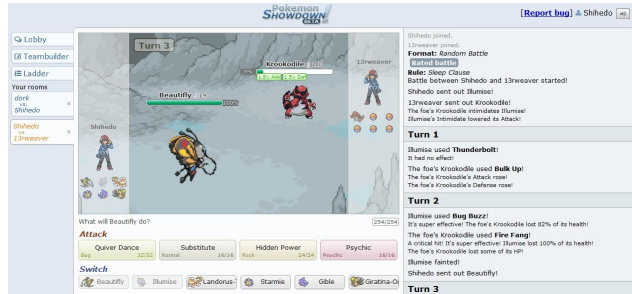 Pokemon
SHOWDOWN
BETA
[Report bug] Shihedo
Lobby
Teambuilder
Ladder
Your rooms
dork
vs.
Shihedo
Shihedo
vs.
13rweaver
Turn 3
Krookodile
13rweaver
Beautifly
100%
Shihedo
What will Beautifly do?
254/254
Attack
Quiver Dance
Bug 32/32
Substitute
Normal 16/16
Hidden Power
Rock 24/24
Psychic
Psychic 16/16
Switch
Beautifly
Illumise
Landorus-
Starmie
Gible
Giratina-O
Shihedo joined.
13rweaver joined.
Format: Random Battle
Rated battle
Rule: Sleep Clause
Battle between Shihedo and 13rweaver started!
Shihedo sent out Illumise!
13rweaver sent out Krookodile!
The foe's Krookodile intimidates Illumise!
Illumise's Intimidate lowered its Attack!
Turn 1
Illumise used Thunderbolt!
It had no effect!
The foe's Krookodile used Bulk Up!
The foe's Krookodile's Attack rose!
The foe's Krookodile's Defense rose!
Turn 2
Illumise used Bug Buzz!
It's super effective! The foe's Krookodile lost 82% of its health!
The foe's Krookodile used Fire Fang!
A critical hit! It's super effective! Illumise lost 100% of its health!
The foe's Krookodile lost some of its HP!
Illumise fainted!
Shihedo sent out Beautifly!
Turn 3